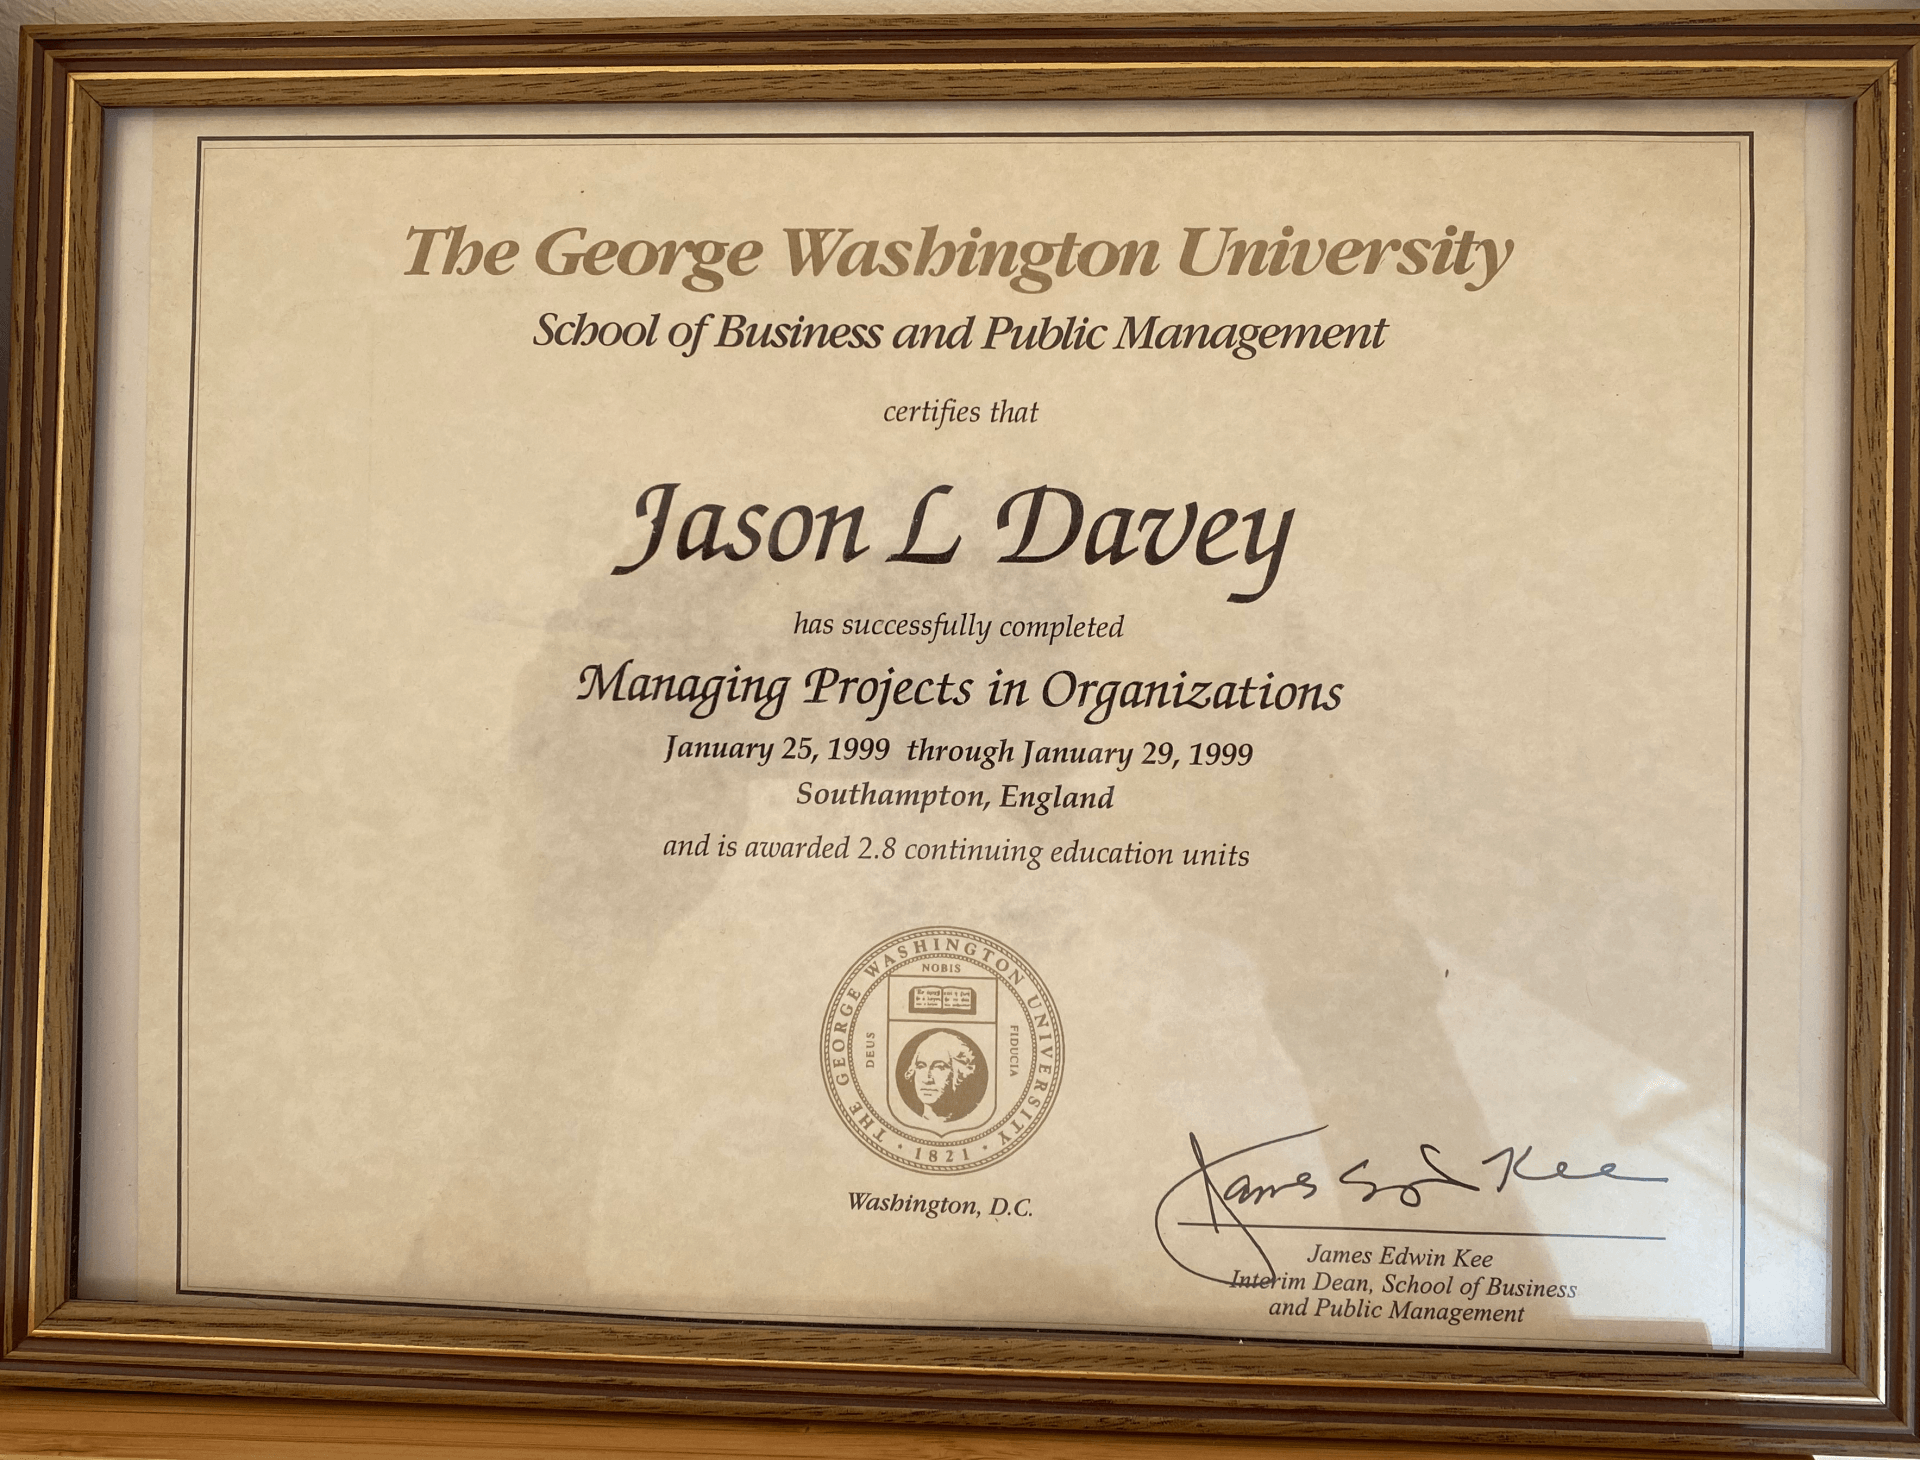 The George Washington University
School of Business and Public Management
certifies that
Jason L Davey
has successfully completed
Managing Projects in Organizations
January 25, 1999 through January 29, 1999
Southampton, England
and is awarded 2.8 continuing education units
THE GEORGE WASHINGTON UNIVERSITY
NOBIS
DEUS
FIDUCIA
1821
Washington, D.C.
James Edwin Kee
Interim Dean, School of Business
and Public Management